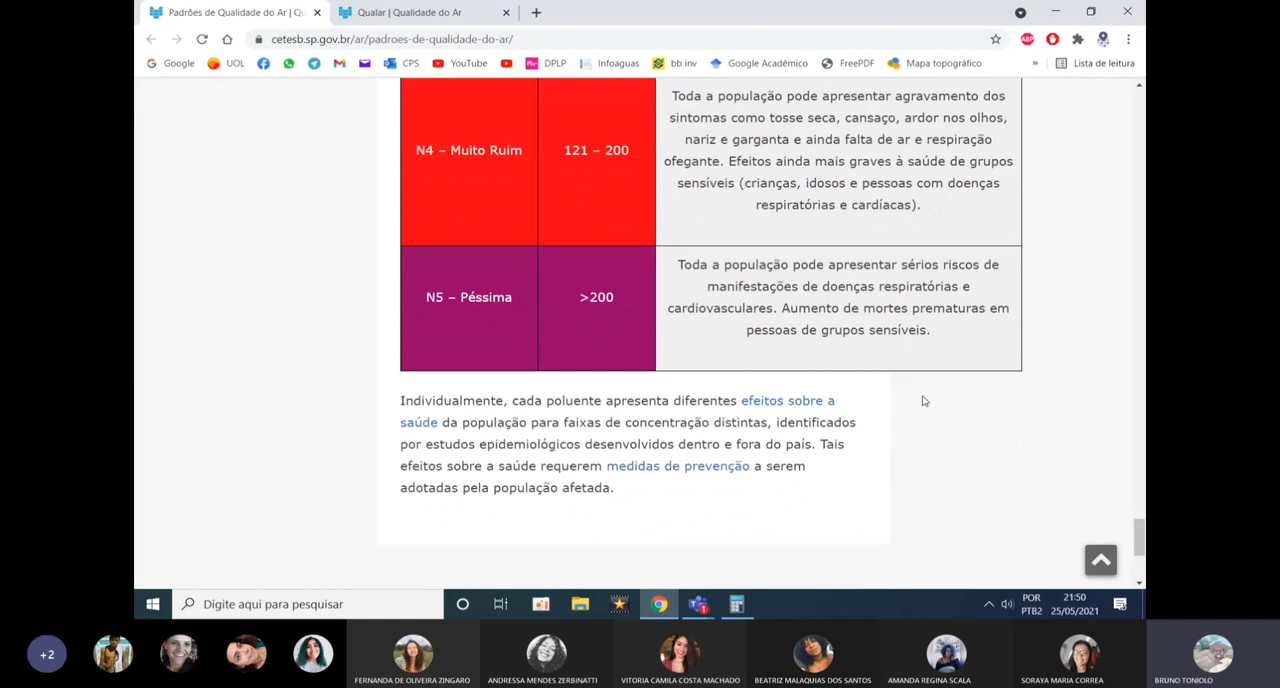 Padrões de Qualidade do Ar | Qu
Qualar | Qualidade do Ar
cetesb.sp.gov.br/ar/padroes-de-qualidade-do-ar/
ABP
Google
UOL
CPS
YouTube
DPLP
Infoaguas
bb inv
Google Acadêmico
FreePDF
Mapa topográfico
»
Lista de leitura
N4 – Muito Ruim
121 – 200
Toda a população pode apresentar agravamento dos
sintomas como tosse seca, cansaço, ardor nos olhos,
nariz e garganta e ainda falta de ar e respiração
ofegante. Efeitos ainda mais graves à saúde de grupos
sensíveis (crianças, idosos e pessoas com doenças
respiratórias e cardíacas).
N5 – Péssima
>200
Toda a população pode apresentar sérios riscos de
manifestações de doenças respiratórias e
cardiovasculares. Aumento de mortes prematuras em
pessoas de grupos sensíveis.
Individualmente, cada poluente apresenta diferentes efeitos sobre a
saúde da população para faixas de concentração distintas, identificados
por estudos epidemiológicos desenvolvidos dentro e fora do país. Tais
efeitos sobre a saúde requerem medidas de prevenção a serem
adotadas pela população afetada.
Digite aqui para pesquisar
1
POR
PTB2
21:50
25/05/2021
+2
FERNANDA DE OLIVEIRA ZINGARO
ANDRESSA MENDES ZERBINATTI
VITORIA CAMILA COSTA MACHADO
BEATRIZ MALAQUIAS DOS SANTOS
AMANDA REGINA SCALA
SORAYA MARIA CORREA
BRUNO TONIOLO